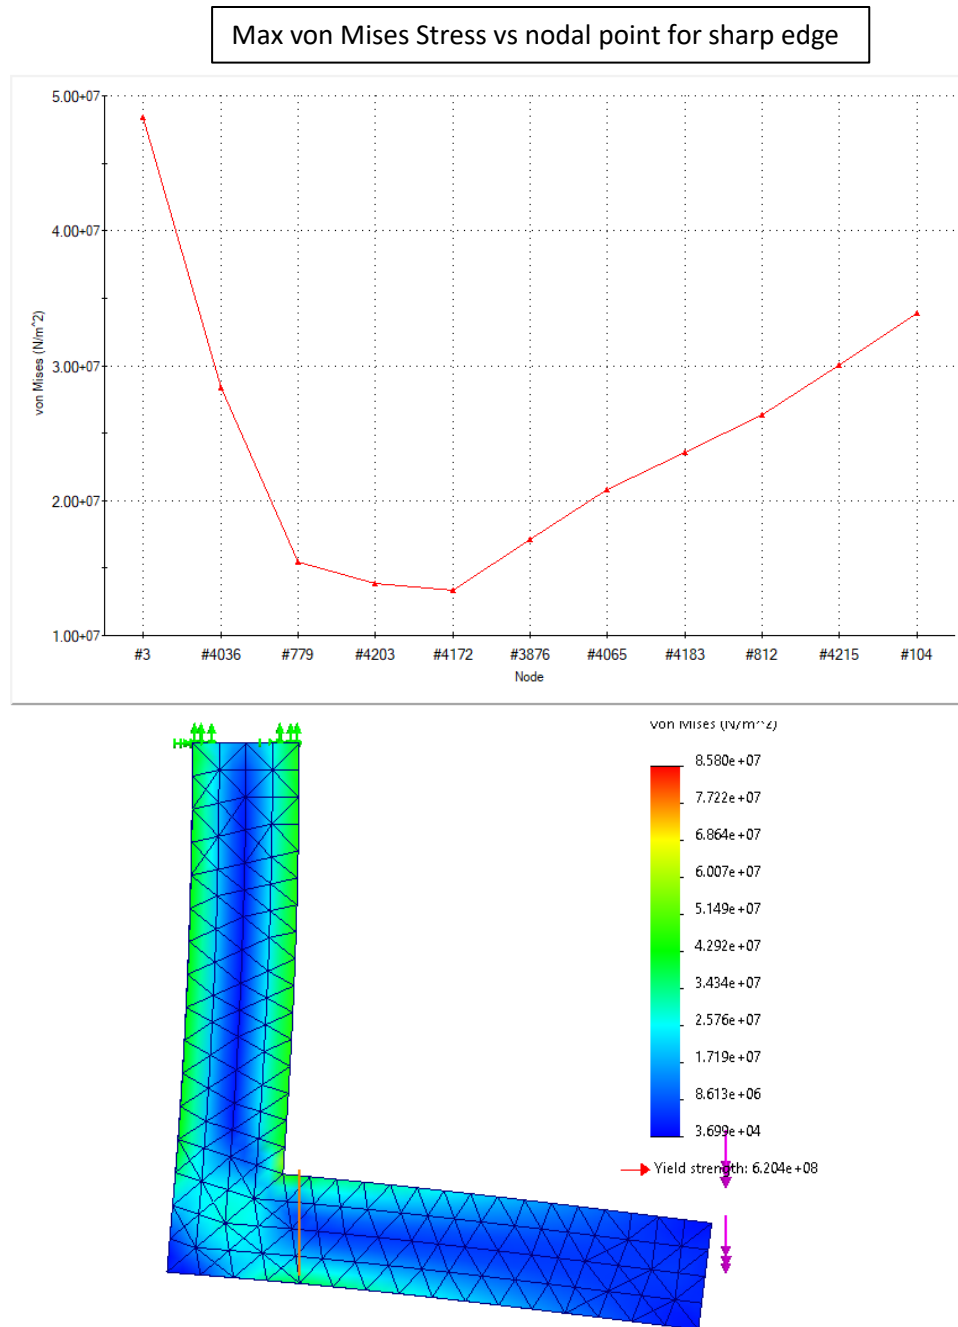 Max von Mises Stress vs nodal point for sharp edge
5.00+07
4.00+07
3.00+07
2.00+07
1.00+07
von Mises (N/m^2)
#3 #4036 #779 #4203 #4172 #3876 #4065 #4183 #812 #4215 #104
Node
von Mises (N/m^2)
8.580e+07
7.722e+07
6.864e+07
6.007e+07
5.149e+07
4.292e+07
3.434e+07
2.576e+07
1.719e+07
8.613e+06
3.699e+04
Yield strength: 6.204e+08